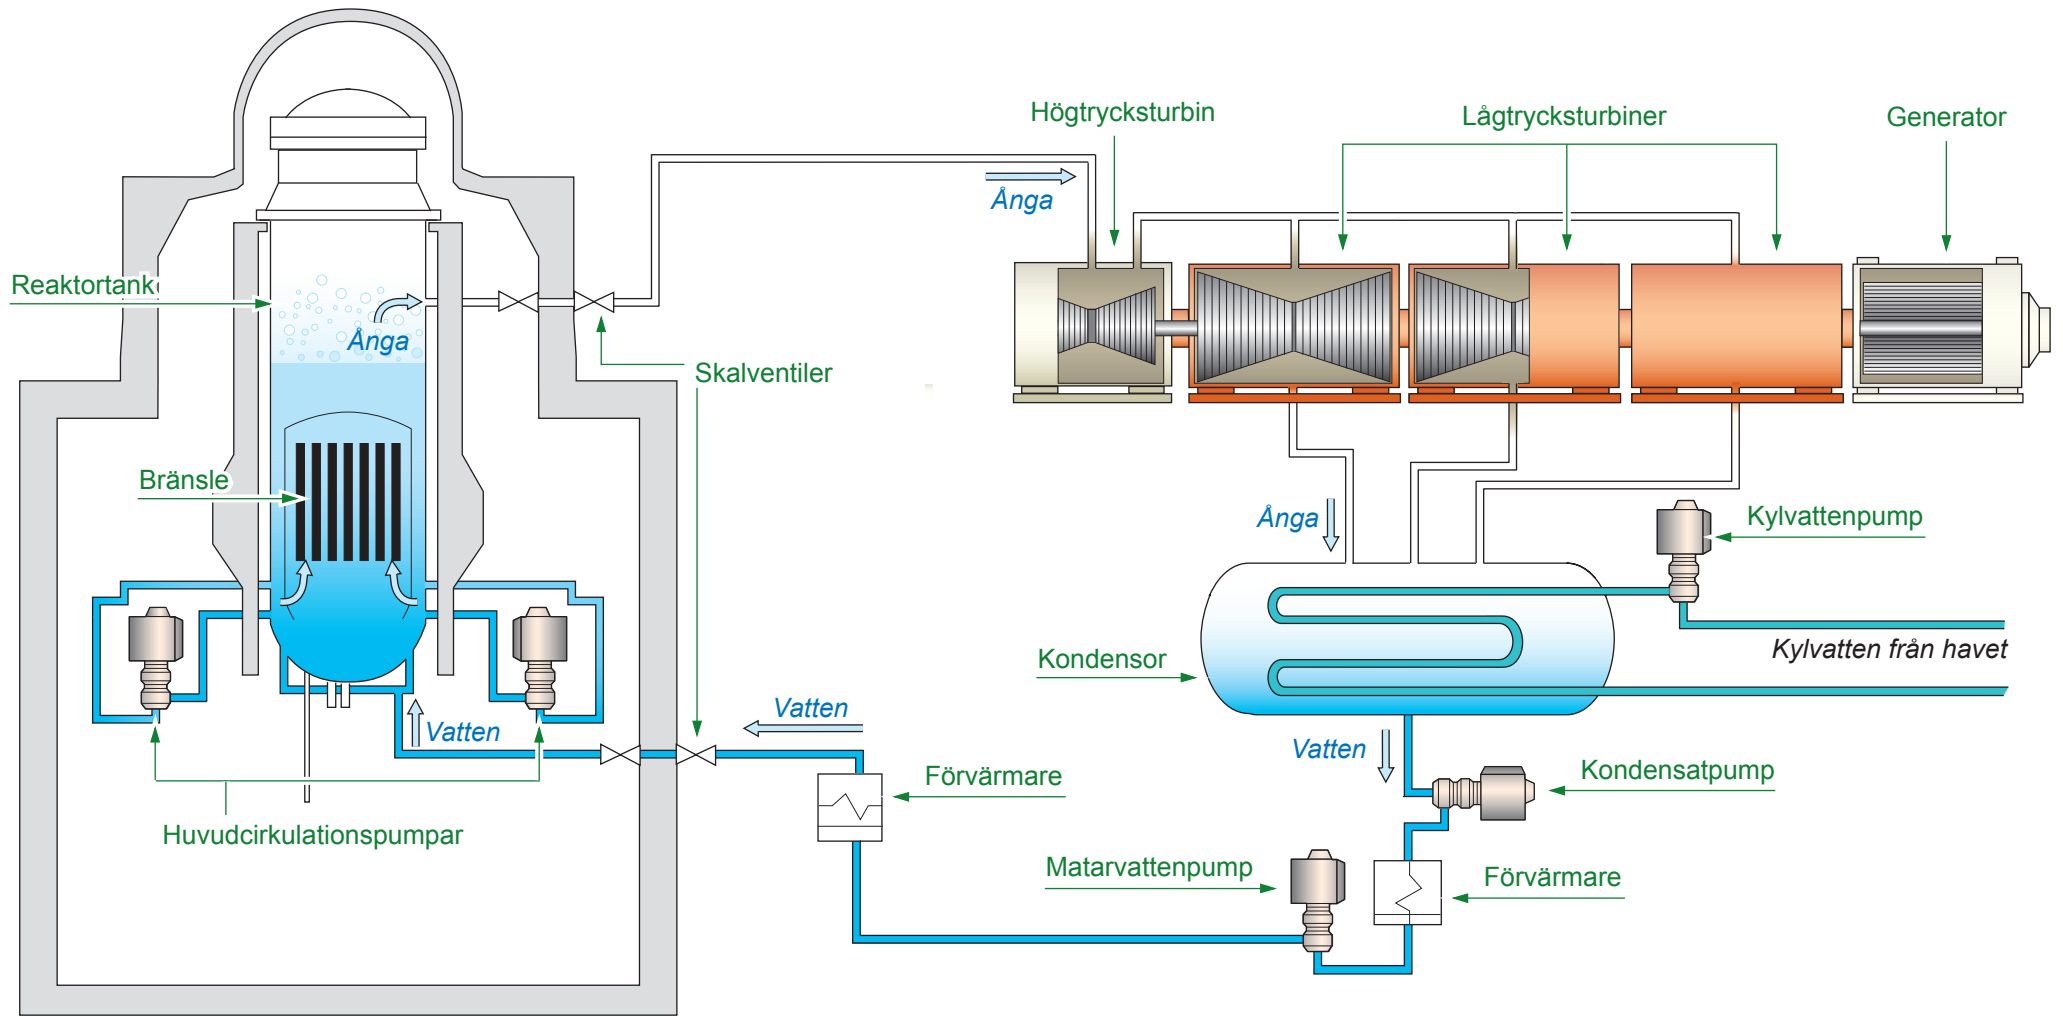 Högtrycksturbin
Lågtrycksturbiner
Generator
Ånga
Reaktortank
Ånga
Skalventiler
Bränsle
Ånga
Kylvattenpump
Kylvatten från havet
Kondensor
Vatten
Vatten
Vatten
Förvärmare
Kondensatpump
Huvudcirkulationspumpar
Matarvattenpump
Förvärmare